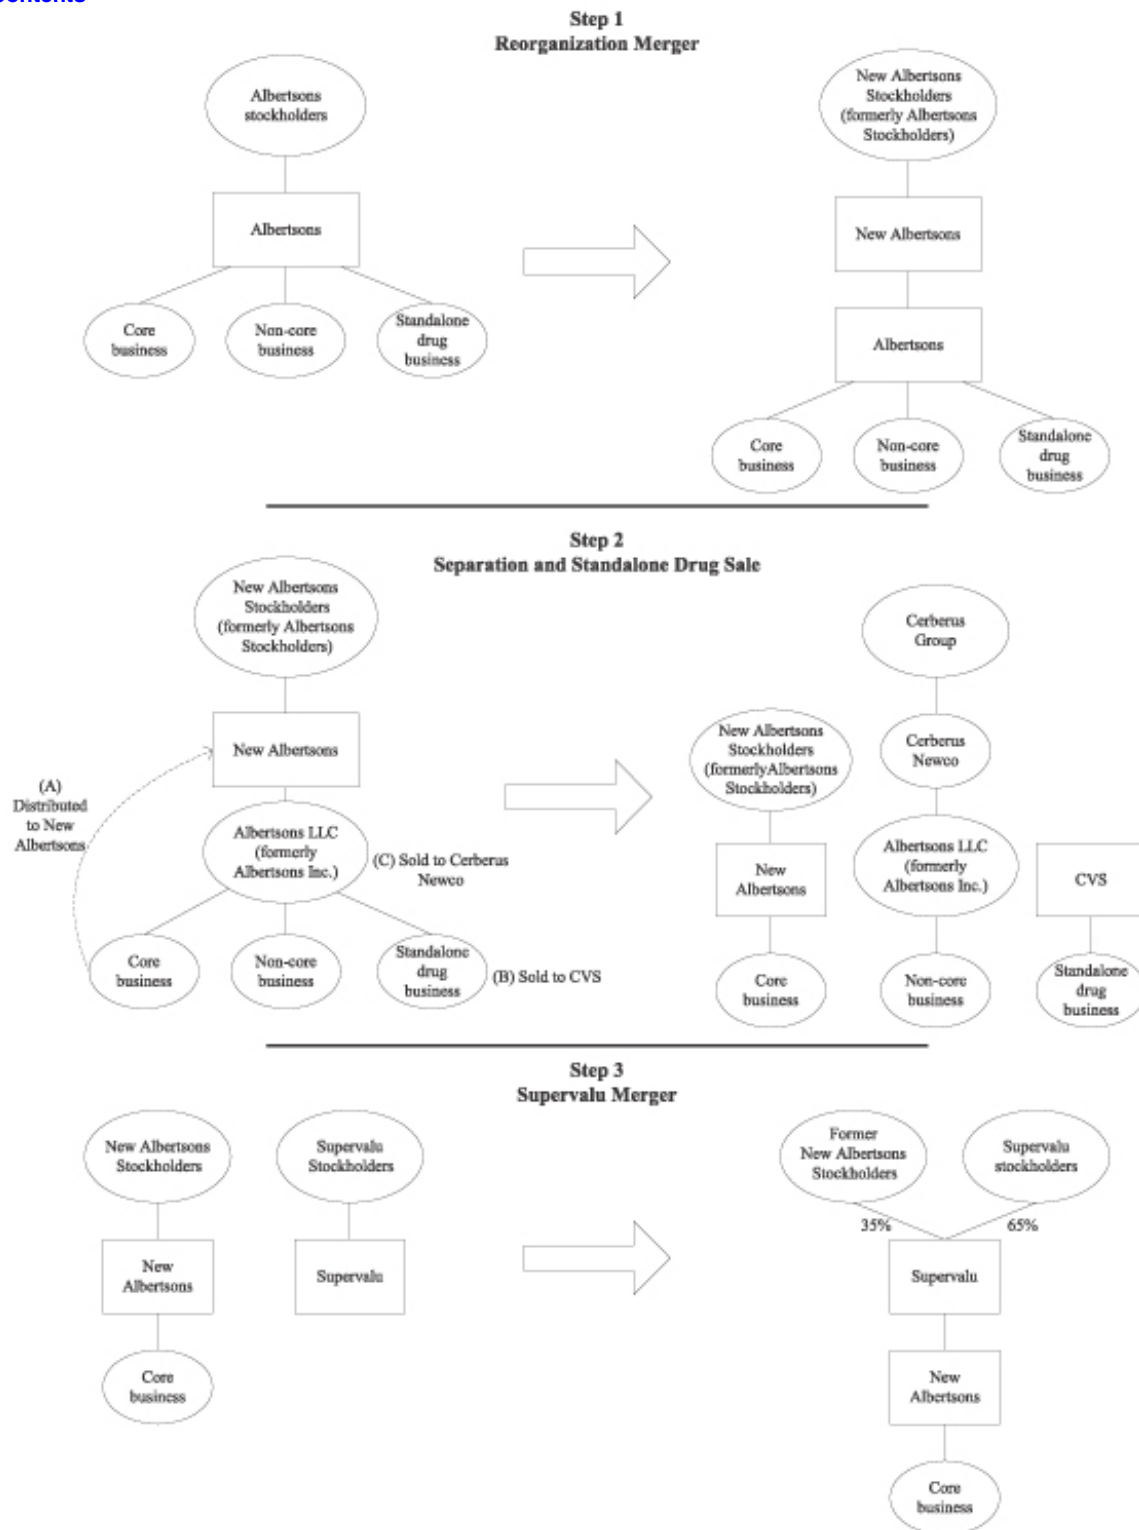 Contents
Step 1
Reorganization Merger
Albertsons
stockholders
Albertsons
Core
business
Non-core
business
Standalone
drug
business
New Albertsons
Stockholders
(formerly Albertsons
Stockholders)
New Albertsons
Albertsons
Core
business
Non-core
business
Standalone
drug
business
Step 2
Separation and Standalone Drug Sale
New Albertsons
Stockholders
(formerly Albertsons
Stockholders)
New Albertsons
(A)
Distributed
to New
Albertsons
Albertsons LLC
(formerly
Albertsons Inc.)
(C) Sold to Cerberus
Newco
Core
business
Non-core
business
Standalone
drug
business
(B) Sold to CVS
Cerberus
Group
New Albertsons
Stockholders
(formerlyAlbertsons
Stockholders)
Cerberus
Newco
New
Albertsons
Albertsons LLC
(formerly
Albertsons Inc.)
CVS
Core
business
Non-core
business
Standalone
drug
business
Step 3
Supervalu Merger
New Albertsons
Stockholders
Supervalu
Stockholders
New
Albertsons
Supervalu
Core
business
Former
New Albertsons
Stockholders
Supervalu
stockholders
35%
65%
Supervalu
New
Albertsons
Core
business